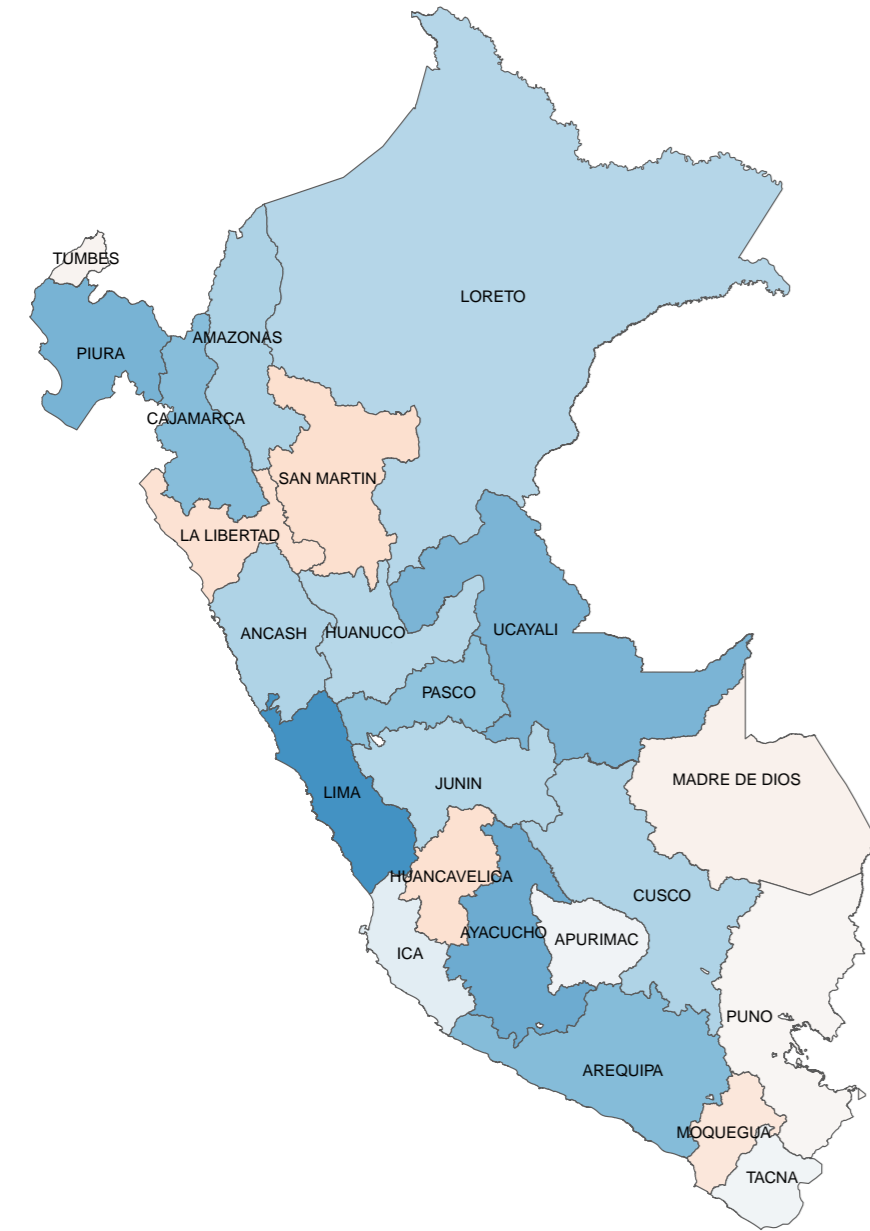 TUMBES
LORETO
AMAZONAS
PIURA
CAJAMARCA
SAN MARTIN
LA LIBERTAD
ANCASH
HUANUCO
UCAYALI
PASCO
MADRE DE DIOS
JUNIN
LIMA
HUANCAVELICA
CUSCO
AYACUCHO
APURIMAC
ICA
PUNO
AREQUIPA
MOQUEGUA
TACNA